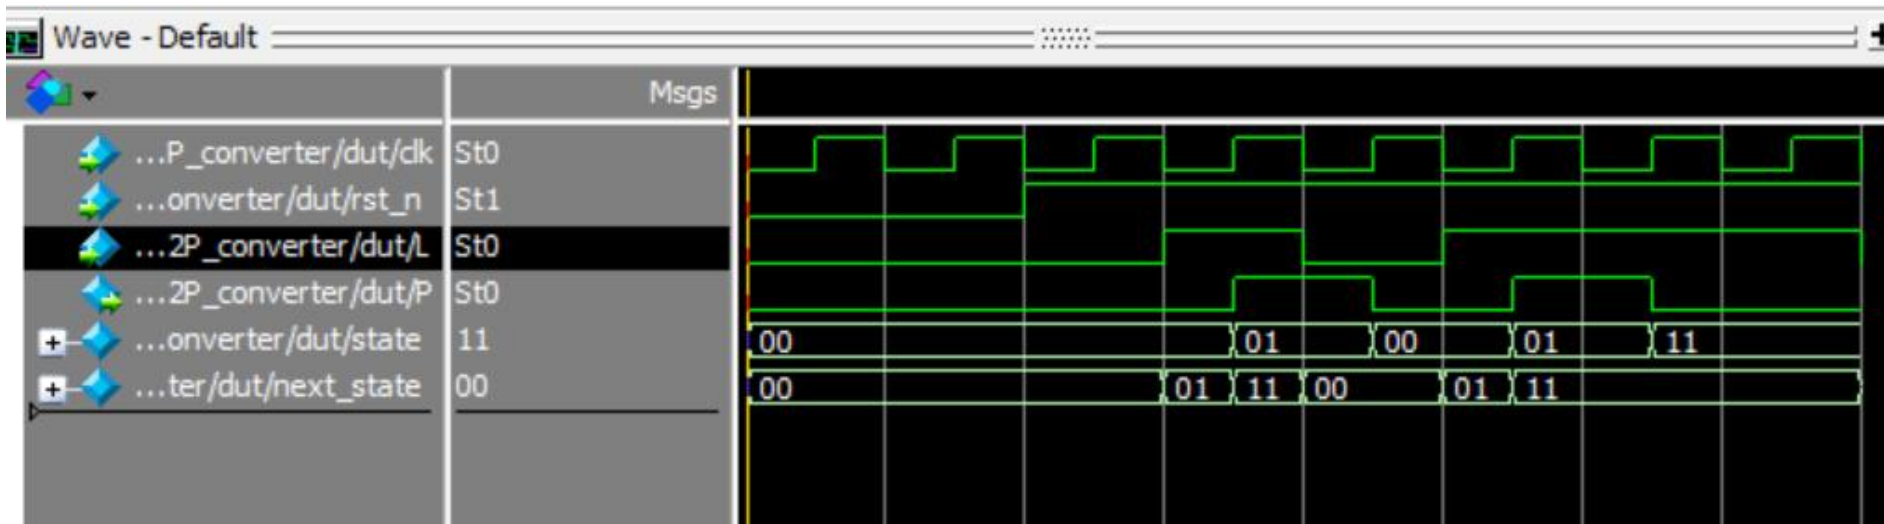 Wave - Default
Msgs
...P_converter/dut/clk St0
...onverter/dut/rst_n St1
...2P_converter/dut/L St0
...2P_converter/dut/P St0
...onverter/dut/state 11 00 01 00 01 11
...ter/dut/next_state 00 00 01 11 00 01 11